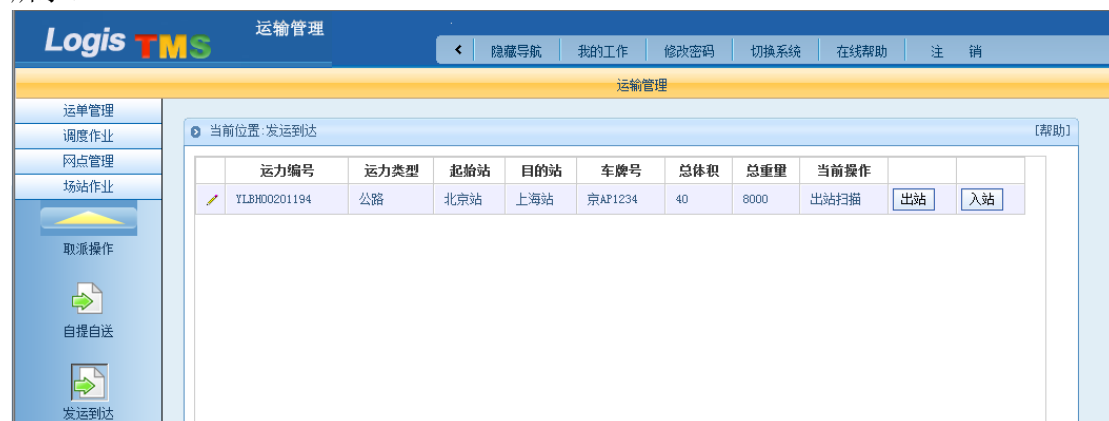 Logis TMS
运输管理
隐藏导航 我的工作 修改密码 切换系统 在线帮助 注 销
运输管理
运单管理
调度作业
网点管理
场站作业
取派操作
自提自送
发运到达
当前位置:发运到达 [帮助]
运力编号 运力类型 起始站 目的站 车牌号 总体积 总重量 当前操作
YLBH00201194 公路 北京站 上海站 京AP1234 40 8000 出站扫描 出站 入站